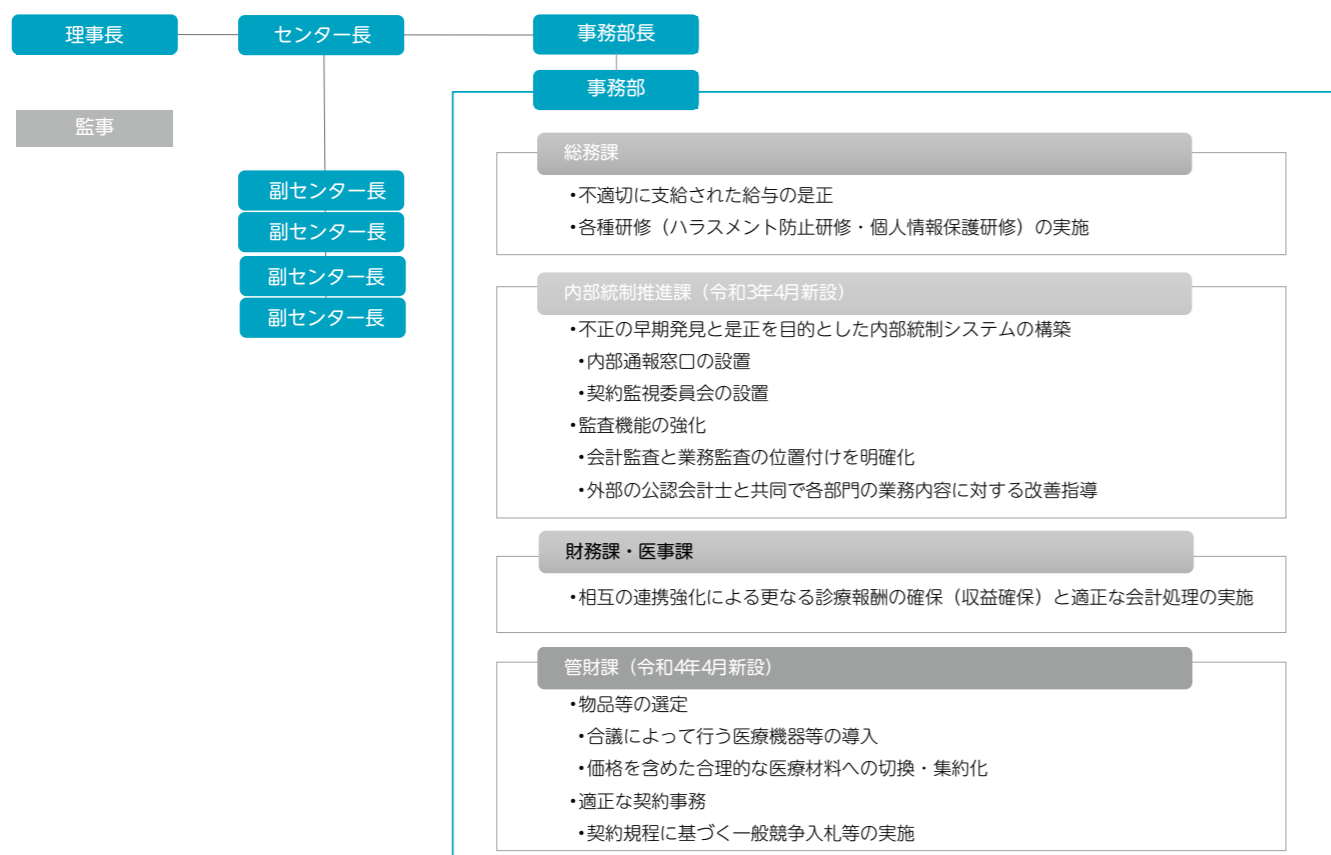 理事長
センター長
事務部長
事務部
監事
副センター長
副センター長
副センター長
副センター長
総務課
・不適切に支給された給与の是正
・各種研修（ハラスメント防止研修・個人情報保護研修）の実施
内部統制推進課（令和3年4月新設）
・不正の早期発見と是正を目的とした内部統制システムの構築
・内部通報窓口の設置
・契約監視委員会の設置
・監査機能の強化
・会計監査と業務監査の位置付けを明確化
・外部の公認会計士と共同で各部門の業務内容に対する改善指導
財務課・医事課
・相互の連携強化による更なる診療報酬の確保（収益確保）と適正な会計処理の実施
管財課（令和4年4月新設）
・物品等の選定
・合議によって行う医療機器等の導入
・価格を含めた合理的な医療材料への切換・集約化
・適正な契約事務
・契約規程に基づく一般競争入札等の実施